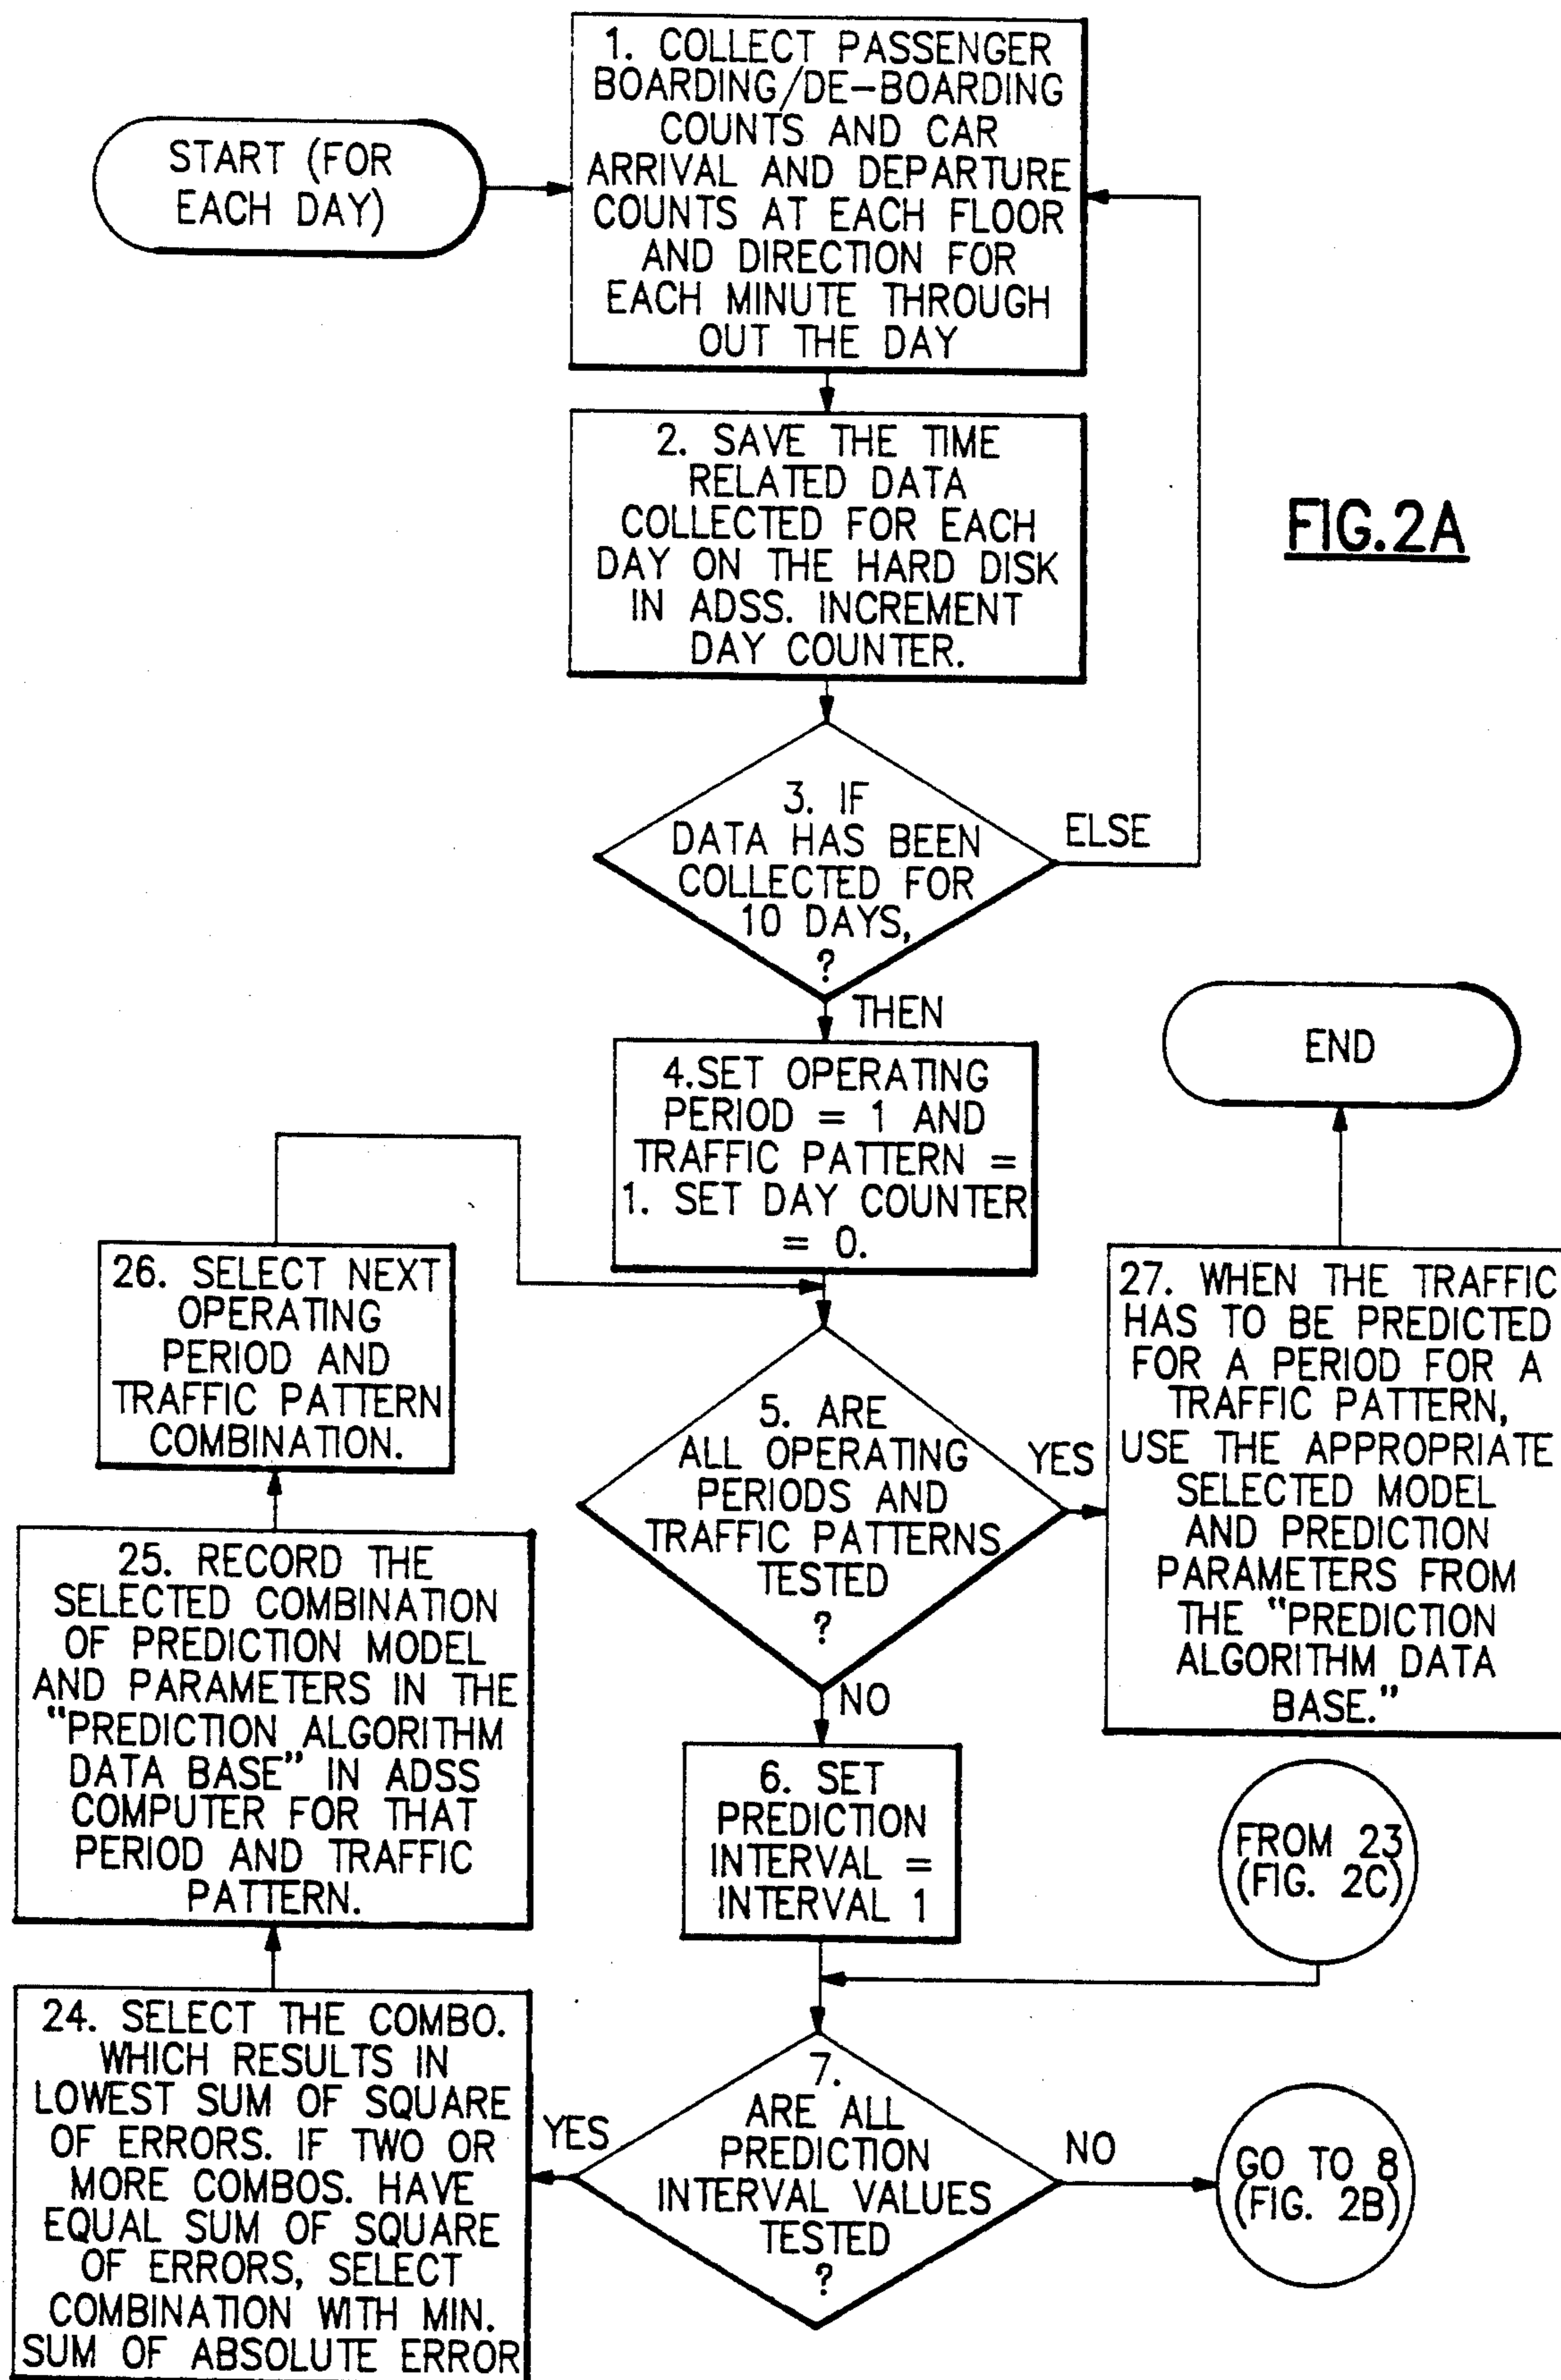 1. COLLECT PASSENGER
BOARDING/DE-BOARDING
COUNTS AND CAR
ARRIVAL AND DEPARTURE
COUNTS AT EACH FLOOR
AND DIRECTION FOR
EACH MINUTE THROUGH
OUT THE DAY
START (FOR
EACH DAY)
2. SAVE THE TIME
RELATED DATA
COLLECTED FOR EACH
DAY ON THE HARD DISK
IN ADSS. INCREMENT
DAY COUNTER.
FIG.2A
3. IF
DATA HAS BEEN
COLLECTED FOR
10 DAYS,
?
ELSE
THEN
4.SET OPERATING
PERIOD = 1 AND
TRAFFIC PATTERN =
1. SET DAY COUNTER
= 0.
END
26. SELECT NEXT
OPERATING
PERIOD AND
TRAFFIC PATTERN
COMBINATION.
5. ARE
ALL OPERATING
PERIODS AND
TRAFFIC PATTERNS
TESTED
?
YES
NO
27. WHEN THE TRAFFIC
HAS TO BE PREDICTED
FOR A PERIOD FOR A
TRAFFIC PATTERN,
USE THE APPROPRIATE
SELECTED MODEL
AND PREDICTION
PARAMETERS FROM
THE "PREDICTION
ALGORITHM DATA
BASE."
25. RECORD THE
SELECTED COMBINATION
OF PREDICTION MODEL
AND PARAMETERS IN THE
"PREDICTION ALGORITHM
DATA BASE" IN ADSS
COMPUTER FOR THAT
PERIOD AND TRAFFIC
PATTERN.
6. SET
PREDICTION
INTERVAL =
INTERVAL 1
FROM 23
(FIG. 2C)
24. SELECT THE COMBO.
WHICH RESULTS IN
LOWEST SUM OF SQUARE
OF ERRORS. IF TWO OR
MORE COMBOS. HAVE
EQUAL SUM OF SQUARE
OF ERRORS, SELECT
COMBINATION WITH MIN.
SUM OF ABSOLUTE ERROR
YES
7.
ARE ALL
PREDICTION
INTERVAL VALUES
TESTED
?
NO
GO TO 8
(FIG. 2B)